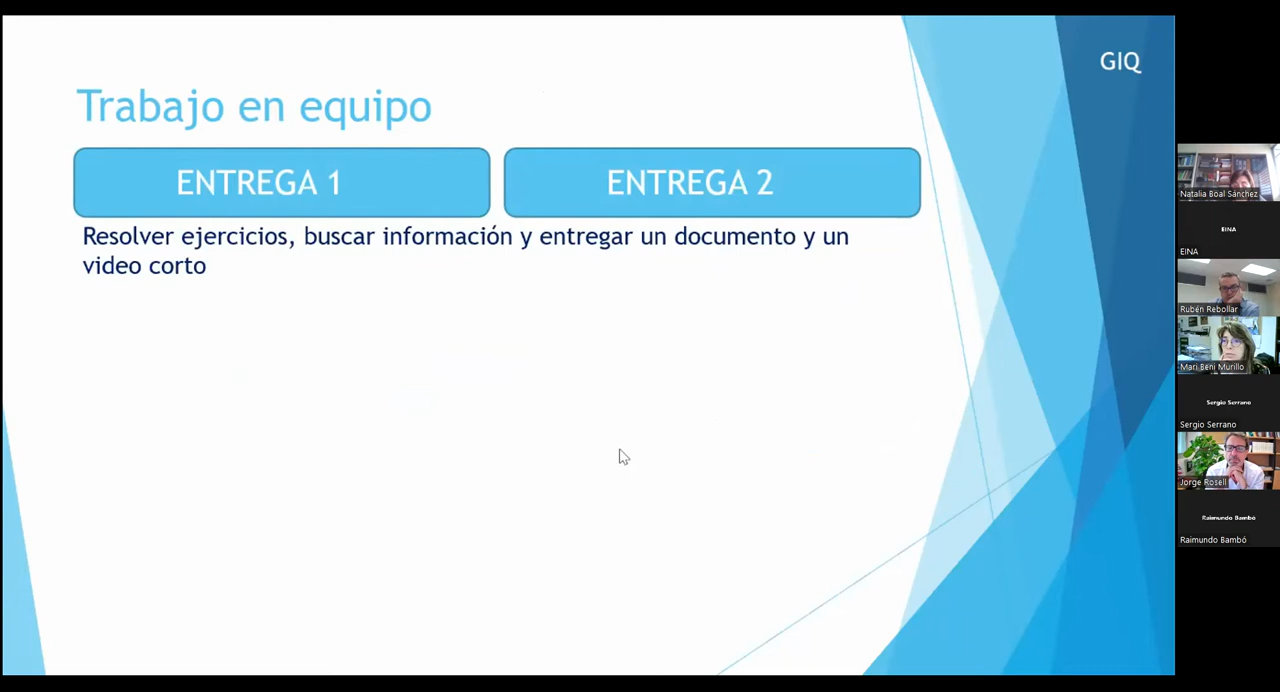 GIQ
Trabajo en equipo
ENTREGA 1
ENTREGA 2
Resolver ejercicios, buscar información y entregar un documento y un
video corto
Natalia Boal Sánchez
EINA
EINA
Rubén Rebollar
Mari Beni Murillo
Sergio Serrano
Sergio Serrano
Jorge Rosell
Raimundo Bambó
Raimundo Bambó